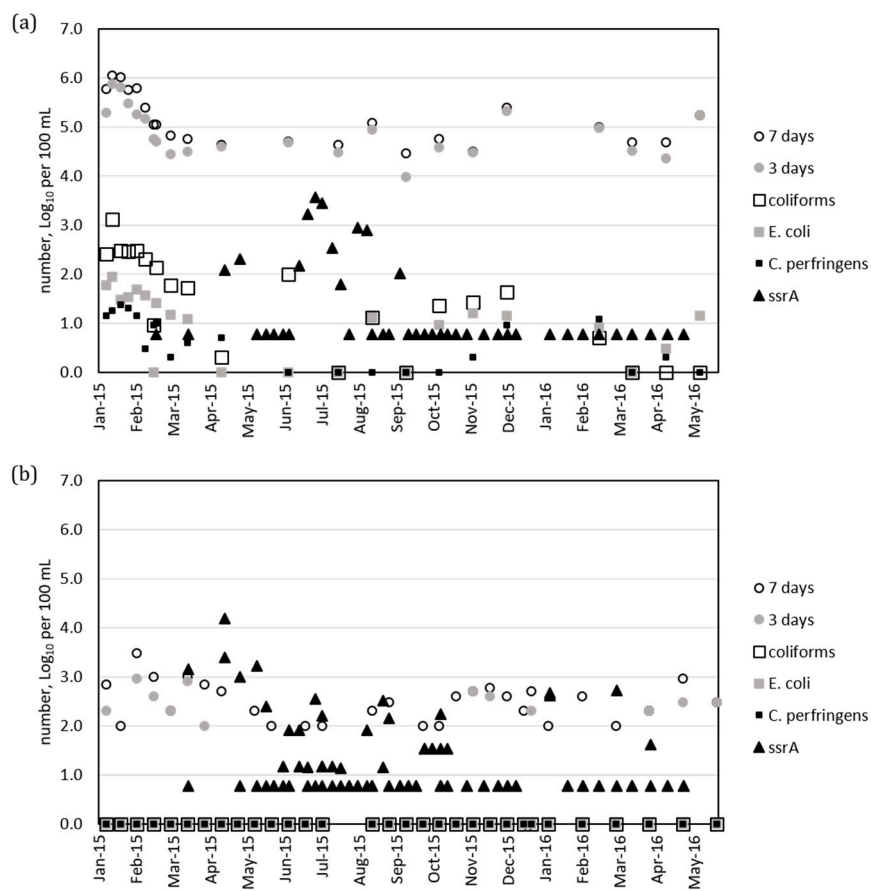 (a)
7.0
6.0
5.0
4.0
3.0
2.0
1.0
0.0
number, Log10 per 100 mL
Jan-15
Feb-15
Mar-15
Apr-15
May-15
Jun-15
Jul-15
Aug-15
Sep-15
Oct-15
Nov-15
Dec-15
Jan-16
Feb-16
Mar-16
Apr-16
May-16
7 days
3 days
coliforms
E. coli
C. perfringens
ssrA
(b)
7.0
6.0
5.0
4.0
3.0
2.0
1.0
0.0
number, Log10 per 100 mL
Jan-15
Feb-15
Mar-15
Apr-15
May-15
Jun-15
Jul-15
Aug-15
Sep-15
Oct-15
Nov-15
Dec-15
Jan-16
Feb-16
Mar-16
Apr-16
May-16
7 days
3 days
coliforms
E. coli
C. perfringens
ssrA